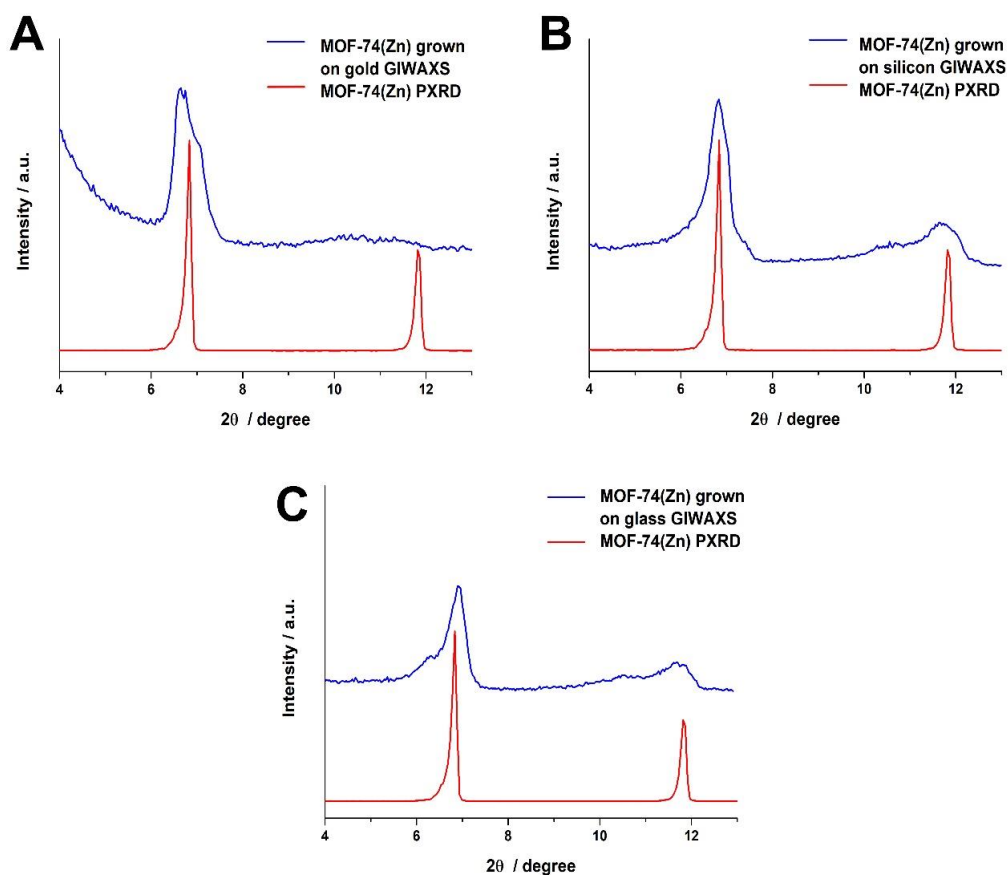 A
MOF-74(Zn) grown
on gold GIWAXS
MOF-74(Zn) PXRD
Intensity / a.u.
4 6 8 10 12
2θ / degree
B
MOF-74(Zn) grown
on silicon GIWAXS
MOF-74(Zn) PXRD
Intensity / a.u.
4 6 8 10 12
2θ / degree
C
MOF-74(Zn) grown
on glass GIWAXS
MOF-74(Zn) PXRD
Intensity / a.u.
4 6 8 10 12
2θ / degree